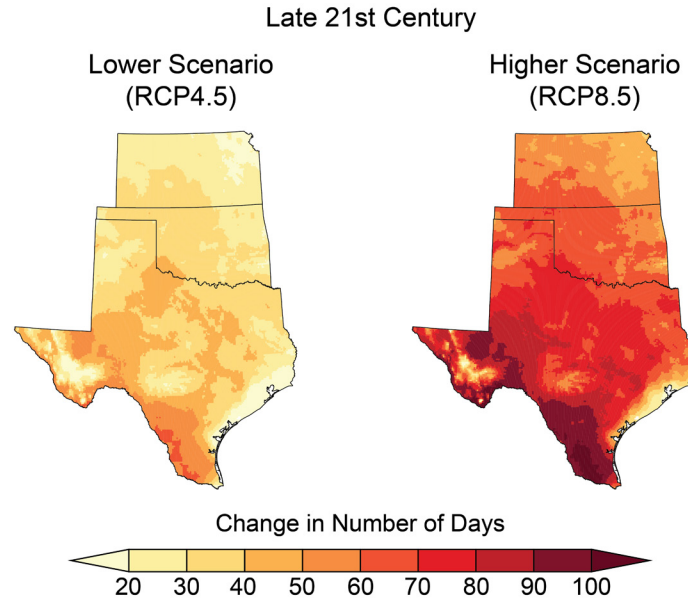 Late 21st Century
Lower Scenario
(RCP4.5)
Higher Scenario
(RCP8.5)
Change in Number of Days
20 30 40 50 60 70 80 90 100